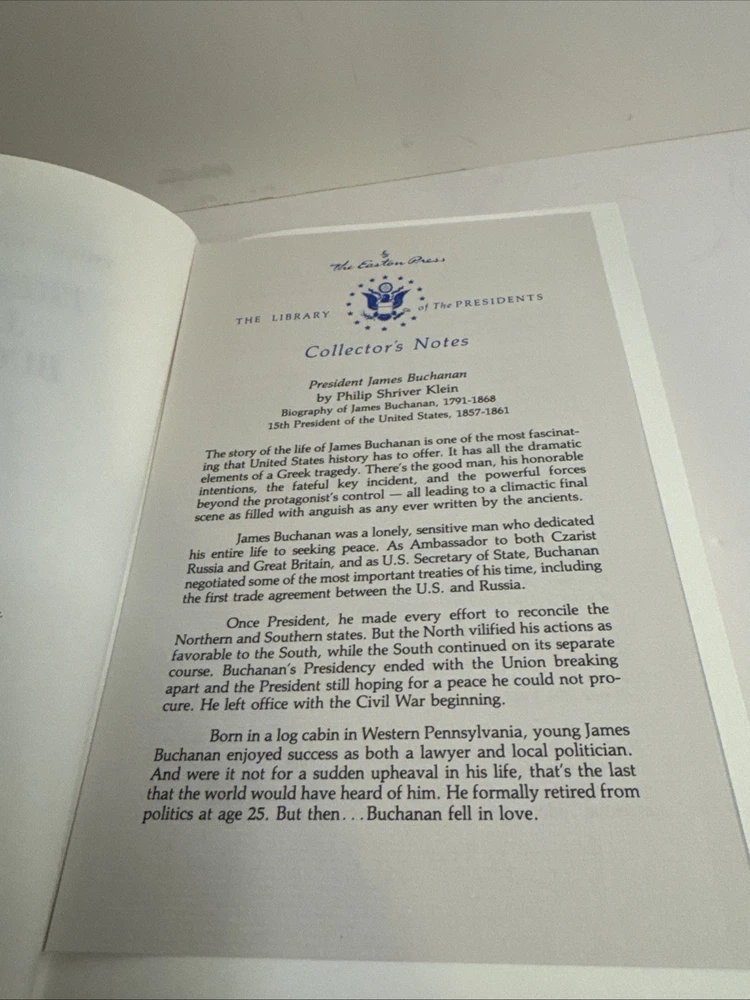 The Easton Press
THE LIBRARY of The PRESIDENTS
Collector's Notes
President James Buchanan
by Philip Shriver Klein
Biography of James Buchanan, 1791-1868
15th President of the United States, 1857-1861
The story of the life of James Buchanan is one of the most fascinat-
ing that United States history has to offer. It has all the dramatic
elements of a Greek tragedy. There's the good man, his honorable
intentions, the fateful key incident, and the powerful forces
beyond the protagonist's control — all leading to a climactic final
scene as filled with anguish as any ever written by the ancients.
James Buchanan was a lonely, sensitive man who dedicated
his entire life to seeking peace. As Ambassador to both Czarist
Russia and Great Britain, and as U.S. Secretary of State, Buchanan
negotiated some of the most important treaties of his time, including
the first trade agreement between the U.S. and Russia.
Once President, he made every effort to reconcile the
Northern and Southern states. But the North vilified his actions as
favorable to the South, while the South continued on its separate
course. Buchanan's Presidency ended with the Union breaking
apart and the President still hoping for a peace he could not pro-
cure. He left office with the Civil War beginning.
Born in a log cabin in Western Pennsylvania, young James
Buchanan enjoyed success as both a lawyer and local politician.
And were it not for a sudden upheaval in his life, that's the last
that the world would have heard of him. He formally retired from
politics at age 25. But then. . .Buchanan fell in love.